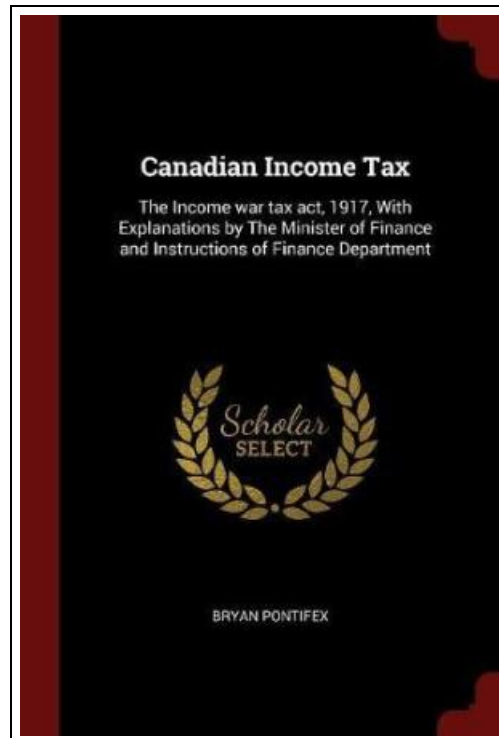 Canadian Income Tax
The Income war tax act, 1917, With
Explanations by The Minister of Finance
and Instructions of Finance Department
Scholar
SELECT
BRYAN PONTIFEX